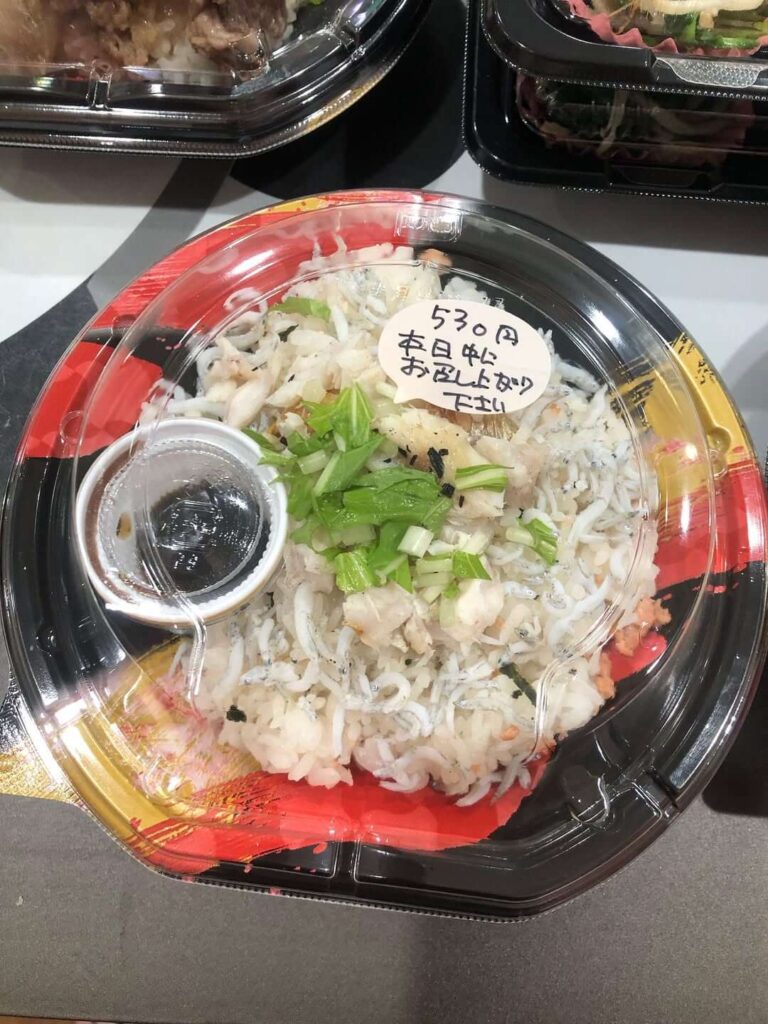 530円
本日中に
お召し上がり
下さい